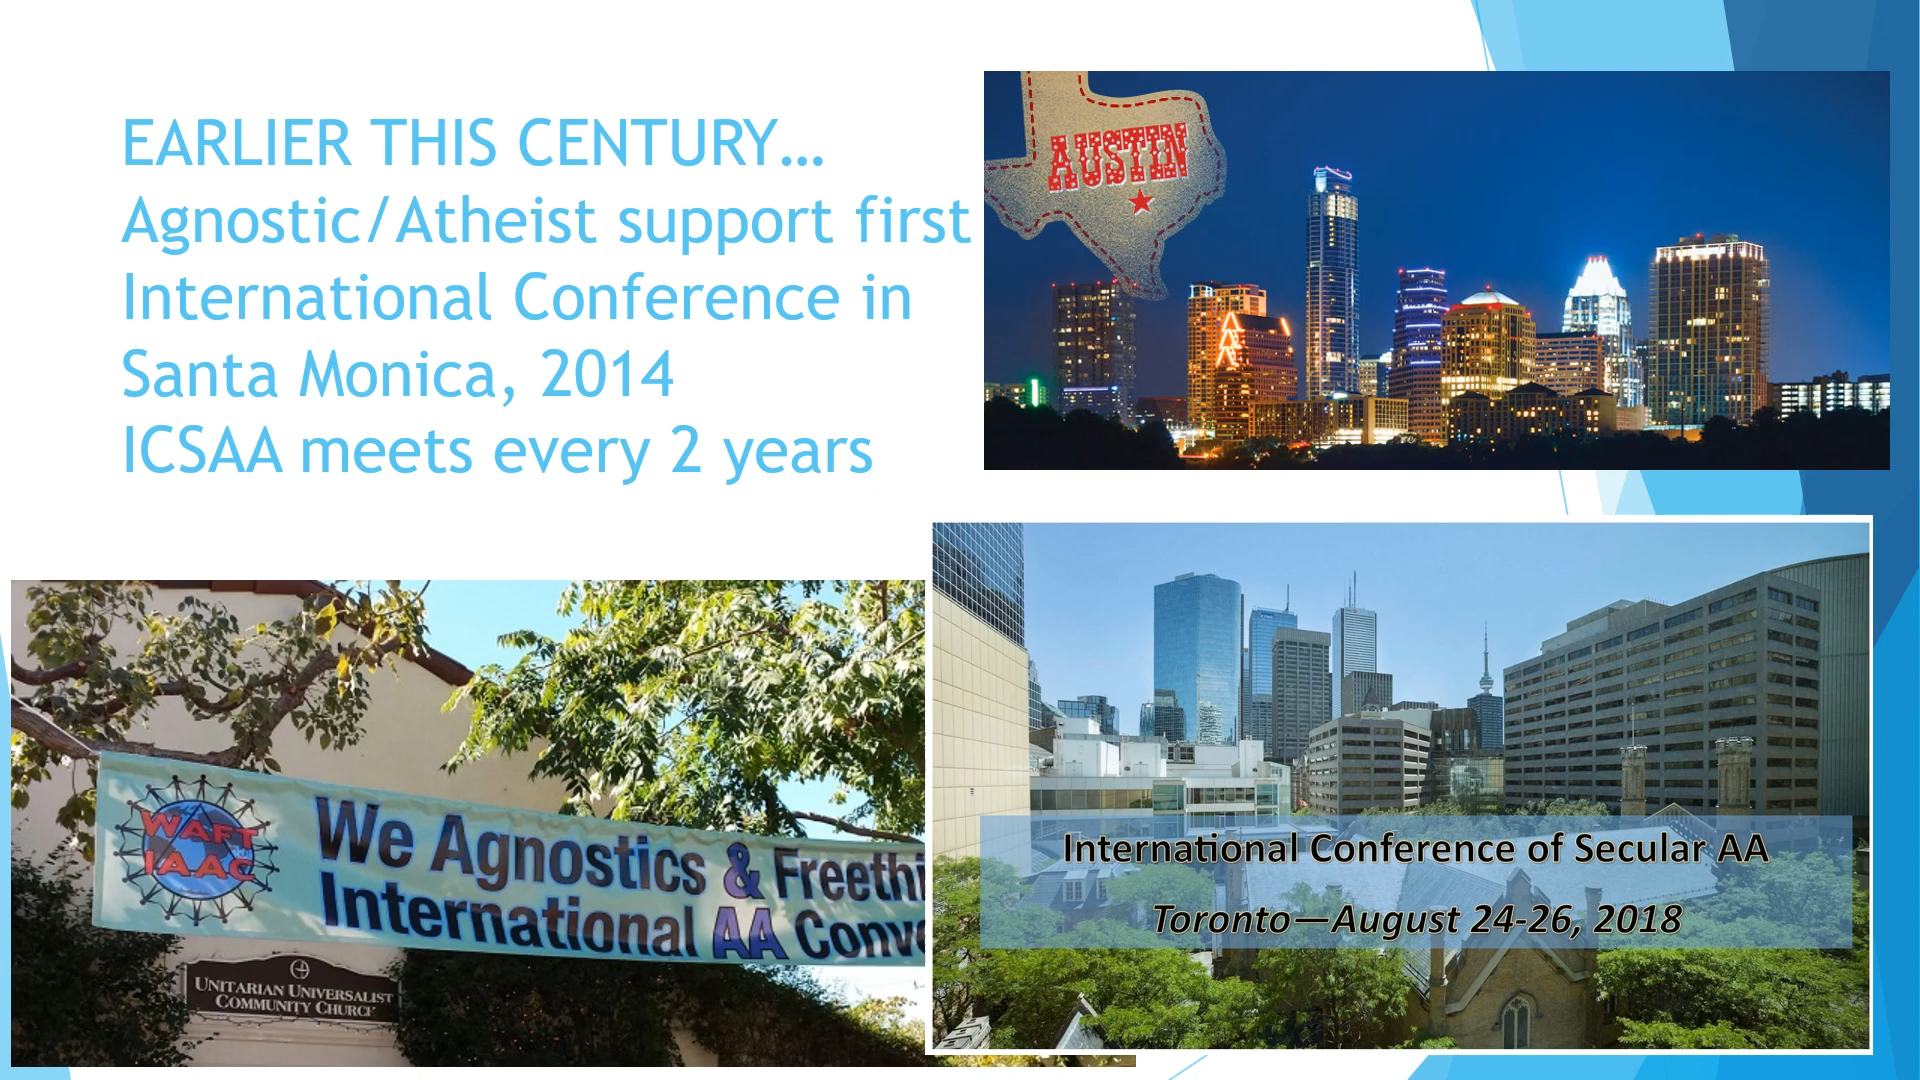 EARLIER THIS CENTURY…
Agnostic/Atheist support first
International Conference in
Santa Monica, 2014
ICSAA meets every 2 years
AUSTIN
WAFT
IAAC
We Agnostics & Freethi
International AA Conve
UNITARIAN UNIVERSALIST
COMMUNITY CHURCH
International Conference of Secular AA
Toronto—August 24-26, 2018